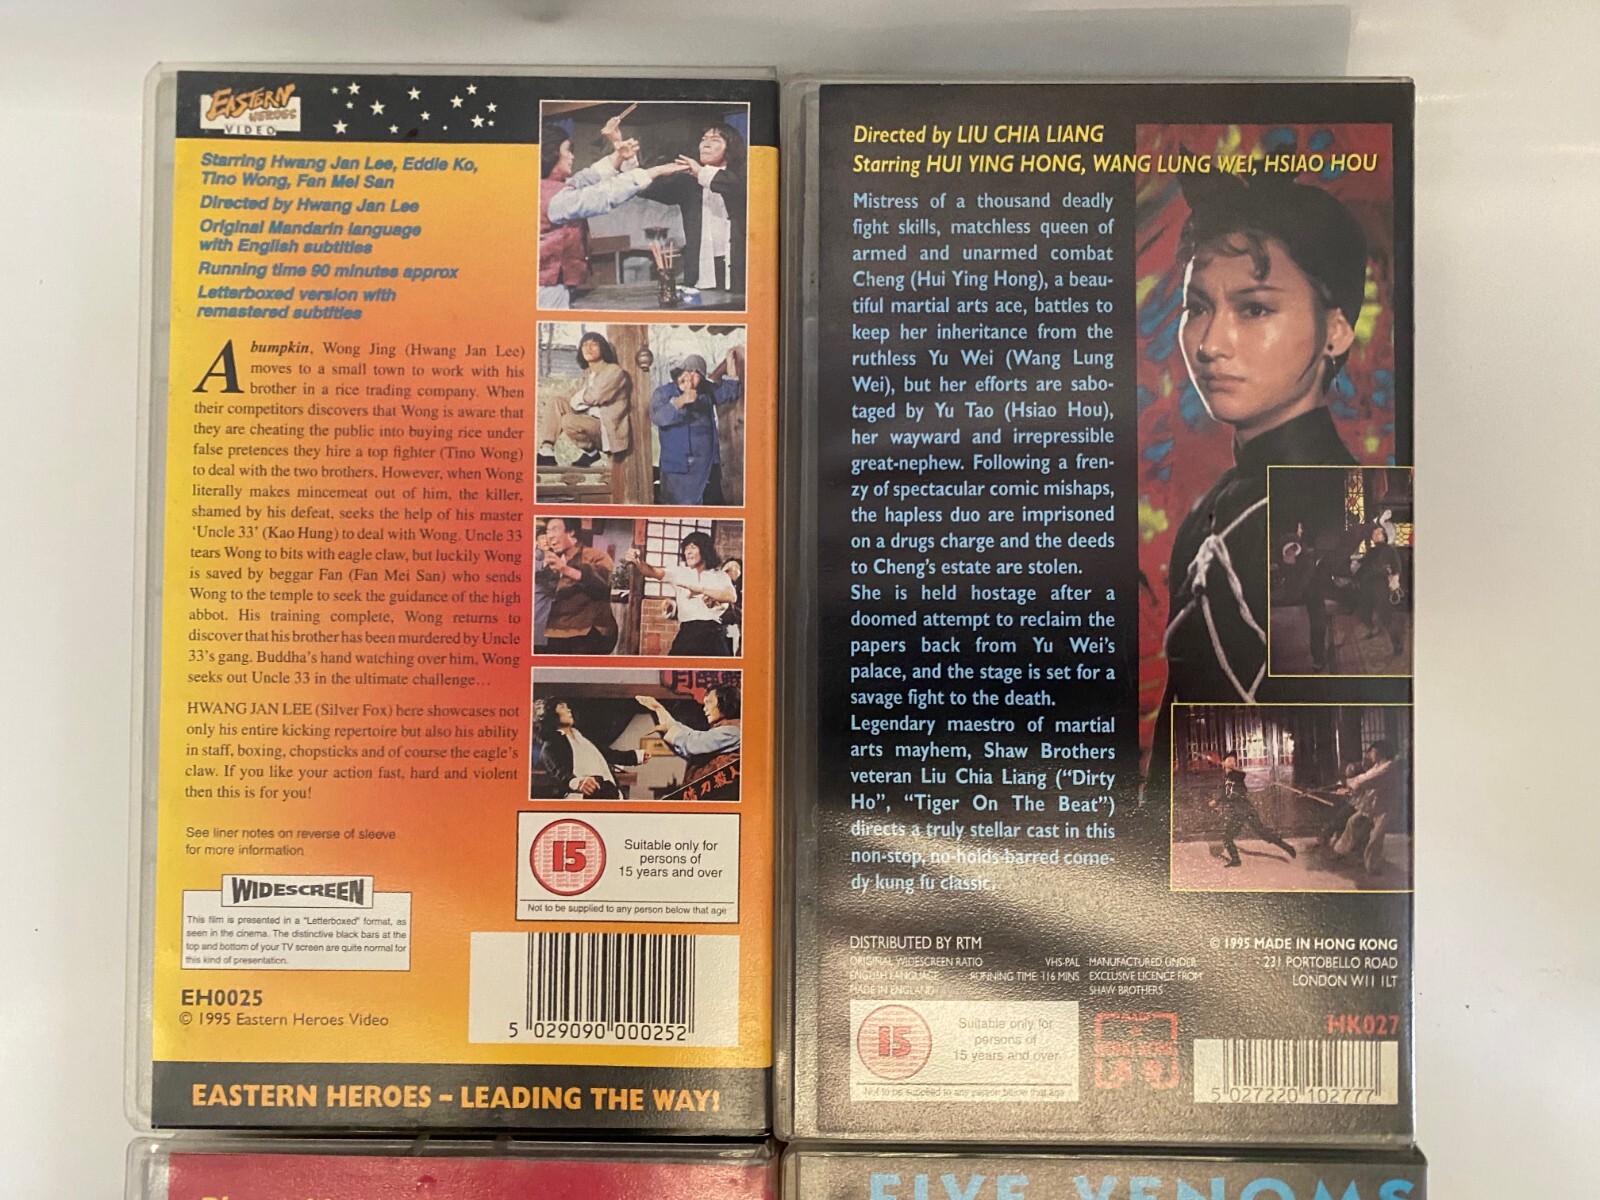 EASTERN
HEROES
VIDEO
Starring Hwang Jan Lee, Eddie Ko,
Tino Wong, Fan Mei San
Directed by Hwang Jan Lee
Original Mandarin language
with English subtitles
Running time 90 minutes approx
Letterboxed version with
remastered subtitles
A bumpkin, Wong Jing (Hwang Jan Lee)
moves to a small town to work with his
brother in a rice trading company. When
their competitors discovers that Wong is aware that
they are cheating the public into buying rice under
false pretences they hire a top fighter (Tino Wong)
to deal with the two brothers. However, when Wong
literally makes mincemeat out of him, the killer,
shamed by his defeat, seeks the help of his master
‘Uncle 33’ (Kao Hung) to deal with Wong. Uncle 33
tears Wong to bits with eagle claw, but luckily Wong
is saved by beggar Fan (Fan Mei San) who sends
Wong to the temple to seek the guidance of the high
abbot. His training complete, Wong returns to
discover that his brother has been murdered by Uncle
33’s gang. Buddha’s hand watching over him, Wong
seeks out Uncle 33 in the ultimate challenge…
HWANG JAN LEE (Silver Fox) here showcases not
only his entire kicking repertoire but also his ability
in staff, boxing, chopsticks and of course the eagle’s
claw. If you like your action fast, hard and violent
then this is for you!
See liner notes on reverse of sleeve
for more information
WIDESCREEN
This film is presented in a "Letterboxed" format, as
seen in the cinema. The distinctive black bars at the
top and bottom of your TV screen are quite normal for
this kind of presentation.
15
Suitable only for
persons of
15 years and over
Not to be supplied to any person below that age
EH0025
© 1995 Eastern Heroes Video
5 029090 000252
EASTERN HEROES – LEADING THE WAY!
Directed by LIU CHIA LIANG
Starring HUI YING HONG, WANG LUNG WEI, HSIAO HOU
Mistress of a thousand deadly
fight skills, matchless queen of
armed and unarmed combat
Cheng (Hui Ying Hong), a beau-
tiful martial arts ace, battles to
keep her inheritance from the
ruthless Yu Wei (Wang Lung
Wei), but her efforts are sabo-
taged by Yu Tao (Hsiao Hou),
her wayward and irrepressible
great-nephew. Following a fren-
zy of spectacular comic mishaps,
the hapless duo are imprisoned
on a drugs charge and the deeds
to Cheng’s estate are stolen.
She is held hostage after a
doomed attempt to reclaim the
papers back from Yu Wei’s
palace, and the stage is set for a
savage fight to the death.
Legendary maestro of martial
arts mayhem, Shaw Brothers
veteran Liu Chia Liang (“Dirty
Ho”, “Tiger On The Beat”)
directs a truly stellar cast in this
non-stop, no-holds-barred come-
dy kung fu classic.
DISTRIBUTED BY RTM
ORIGINAL WIDESCREEN RATIO VHS-PAL
ENGLISH LANGUAGE RUNNING TIME 116 MINS
MADE IN ENGLAND
MANUFACTURED UNDER
EXCLUSIVE LICENCE FROM
SHAW BROTHERS
© 1995 MADE IN HONG KONG
231 PORTOBELLO ROAD
LONDON W11 1LT
15
Suitable only for
persons of
15 years and over
Not to be supplied to any person below that age
HK027
5 027220 102777
FIVE VENOMS